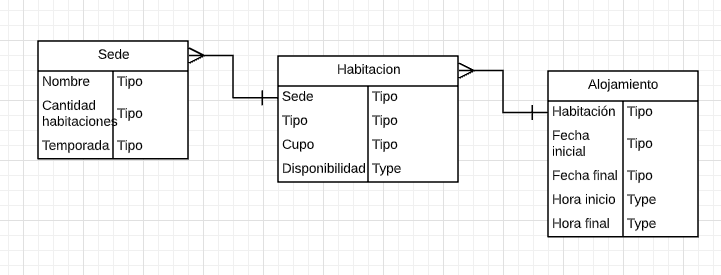 Sede
Nombre Tipo
Cantidad
habitaciones Tipo
Temporada Tipo
Habitacion
Sede Tipo
Tipo Tipo
Cupo Tipo
Disponibilidad Type
Alojamiento
Habitación Tipo
Fecha
inicial Tipo
Fecha final Tipo
Hora inicio Type
Hora final Type